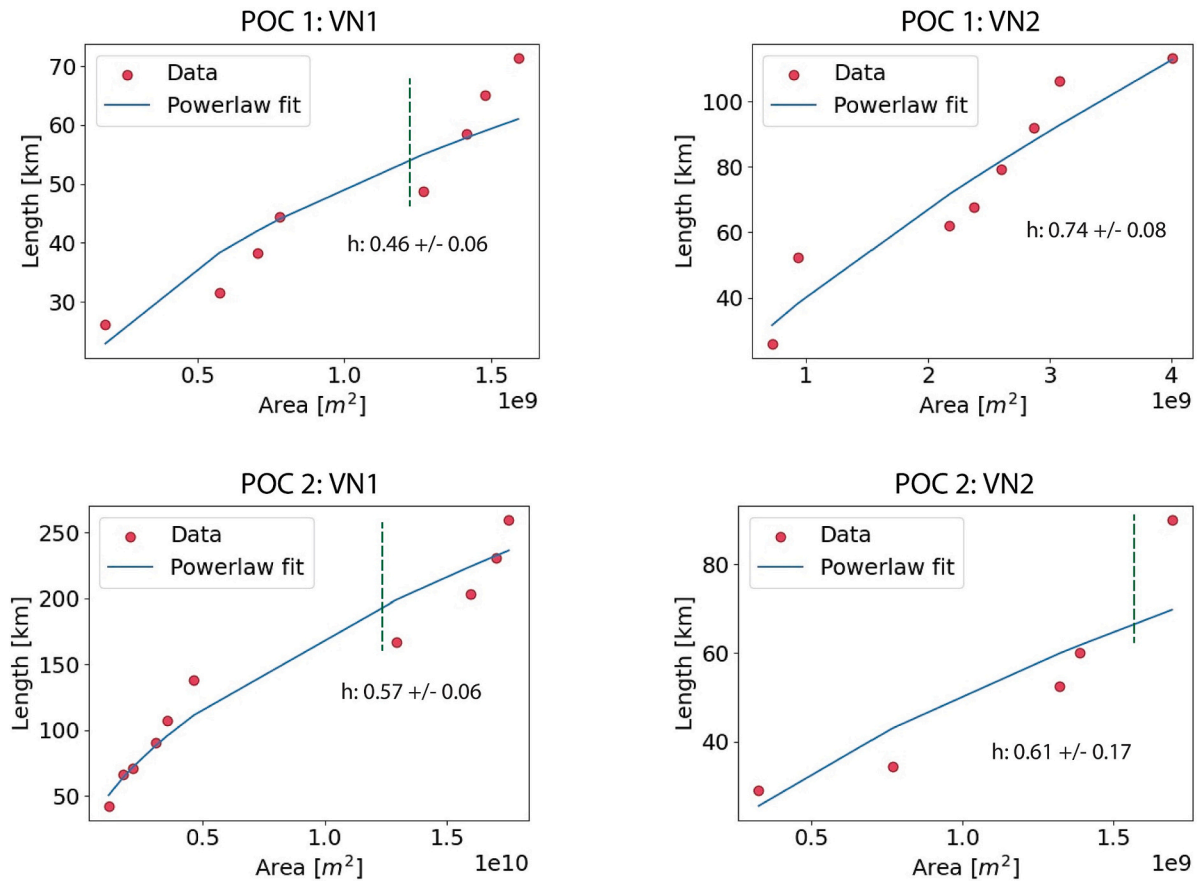 POC 1: VN1
Data
Powerlaw fit
70
60
50
40
30
Length [km]
h: 0.46 +/- 0.06
0.5
1.0
1.5
Area [m²]
1e9
POC 1: VN2
Data
Powerlaw fit
100
80
60
40
Length [km]
h: 0.74 +/- 0.08
1
2
3
4
Area [m²]
1e9
POC 2: VN1
Data
Powerlaw fit
250
200
150
100
50
Length [km]
h: 0.57 +/- 0.06
0.5
1.0
1.5
Area [m²]
1e10
POC 2: VN2
Data
Powerlaw fit
80
60
40
Length [km]
h: 0.61 +/- 0.17
0.5
1.0
1.5
Area [m²]
1e9